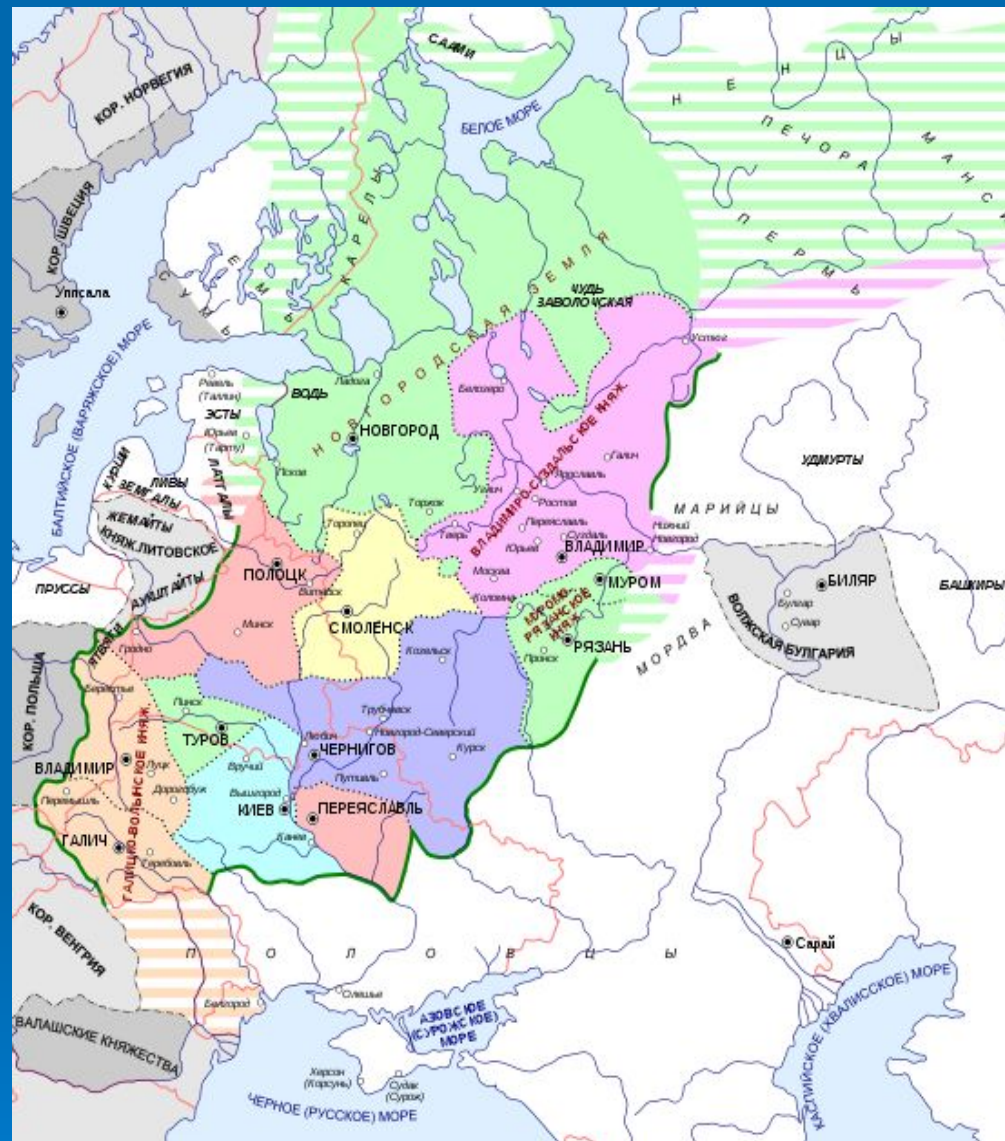 СААМИ
НЕНЦЫ
ПЕЧОРА
МАНСИ
ПЕРМЬ
КОР. НОРВЕГИЯ
БЕЛОЕ МОРЕ
КОР. ШВЕЦИЯ
Уппсала
КАРЕЛЫ
ЕМЬ
СУМЬ
НОВГОРОДСКАЯ ЗЕМЛЯ
ЧУДЬ
ЗАВОЛОЧСКАЯ
Устюг
БАЛТИЙСКОЕ (ВАРЯЖСКОЕ) МОРЕ
Ревель
(Таллин)
ВОДЬ
Ладога
Белозеро
ЭСТЫ
Юрьев
(Тарту)
НОВГОРОД
Псков
ВЛАДИМИРО-СУЗДАЛЬСКОЕ КНЯЖ.
Галич
Ярославль
Углич
Ростов
УДМУРТЫ
КУРШИ
ЛИВЫ
ЗЕМГАЛЫ
ЛАТГАЛЫ
Торжок
Тверь
Торопец
Переяславль
Суздаль
Юрьев
ВЛАДИМИР
Нижний
Новгород
МАРИЙЦЫ
ЖЕМАЙТЫ
КНЯЖ.ЛИТОВСКОЕ
АУКШТАЙТЫ
ПРУССЫ
ПОЛОЦК
Витебск
Москва
Коломна
МУРОМ
МУРОМО-
РЯЗАНСКОЕ
КНЯЖ.
РЯЗАНЬ
Пронск
МОРДВА
БИЛЯР
Булгар
Сувар
ВОЛЖСКАЯ БУЛГАРИЯ
БАШКИРЫ
СМОЛЕНСК
Минск
Козельск
ЯТВЯГИ
Гродно
КОР. ПОЛЬША
Берестье
Пинск
ТУРОВ
Трубчевск
Новгород-Северский
Любич
ЧЕРНИГОВ
Курск
Путивль
ВЛАДИМИР
Луцк
Дорогобуж
Вручий
Вышгород
КИЕВ
ПЕРЕЯСЛАВЛЬ
Канев
Перемышль
ГАЛИЦКО-ВОЛЫНСКОЕ КНЯЖ.
ГАЛИЧ
Теребовль
КОР. ВЕНГРИЯ
ПОЛОВЦЫ
Сарай
Белгород
Олешье
АЗОВСКОЕ
(СУРОЖСКОЕ)
МОРЕ
ВАЛАШСКИЕ КНЯЖЕСТВА
Херсон
(Корсунь)
Судак
(Сурож)
ЧЕРНОЕ (РУССКОЕ) МОРЕ
КАСПИЙСКОЕ (ХВАЛИССКОЕ) МОРЕ